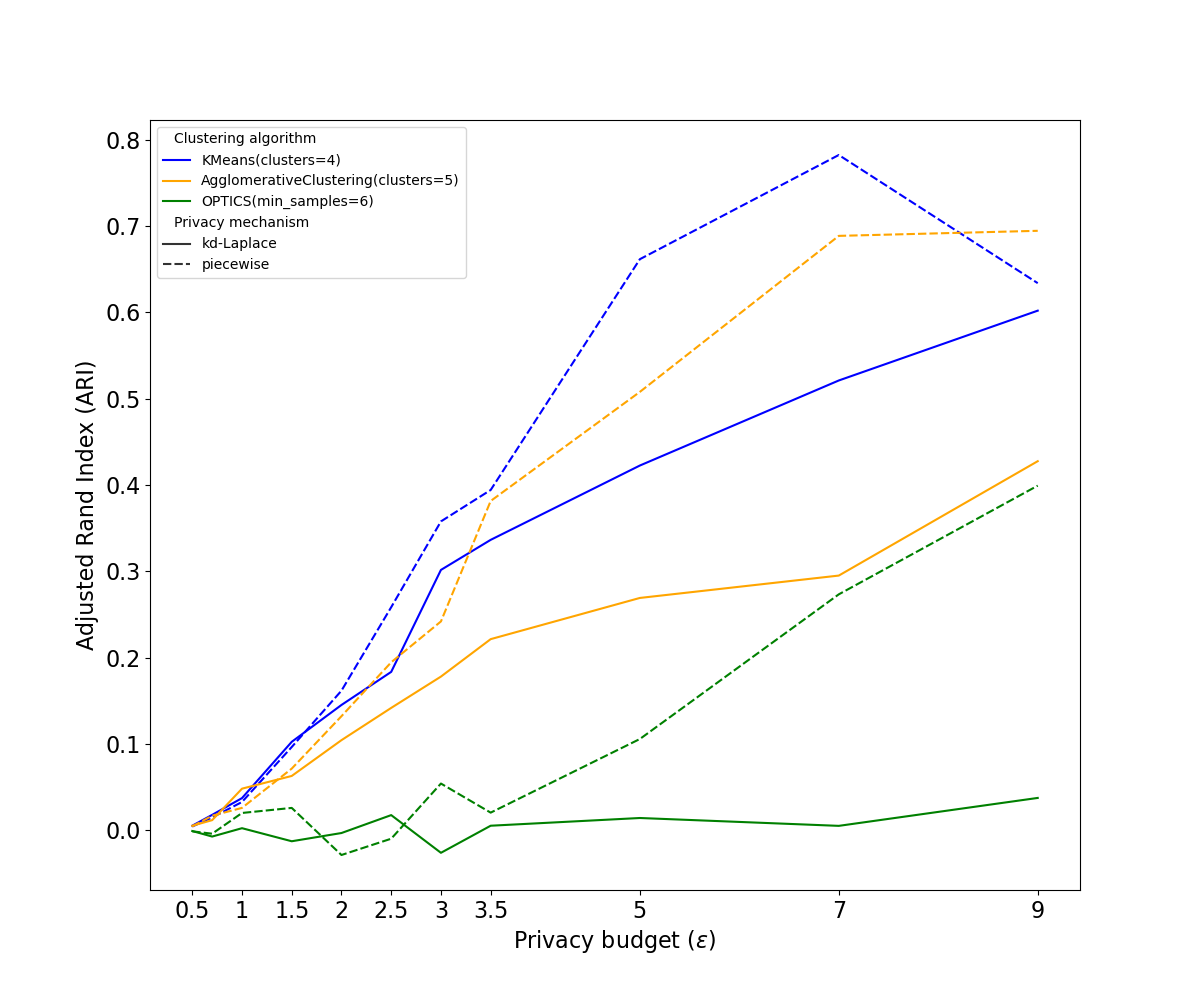 Clustering algorithm
KMeans(clusters=4)
AgglomerativeClustering(clusters=5)
OPTICS(min_samples=6)
Privacy mechanism
kd-Laplace
piecewise
Adjusted Rand Index (ARI)
0.8
0.7
0.6
0.5
0.4
0.3
0.2
0.1
0.0
0.5 1 1.5 2 2.5 3 3.5 5 7 9
Privacy budget (ε)